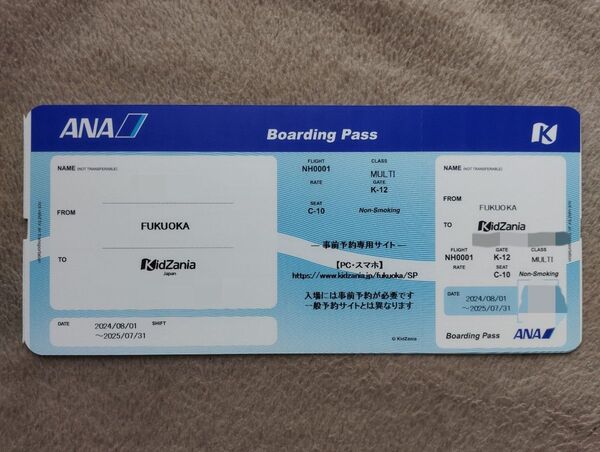 ANA
Boarding Pass
NAME (NOT TRANSFERABLE)
FROM
FUKUOKA
TO
KidZania
Japan
DATE
2024/08/01
～2025/07/31
SHIFT
FLIGHT
CLASS
NH0001
MULTI
RATE
GATE
K-12
SEAT
C-10
Non-Smoking
― 事前予約専用サイト ―
【PC・スマホ】
https://www.kidzania.jp/fukuoka/SP
入場には事前予約が必要です
一般予約サイトとは異なります
© KidZania
K
NAME (NOT TRANSFERABLE)
FROM
FUKUOKA
TO
KidZania
FLIGHT
GATE
CLASS
NH0001
K-12
MULTI
SEAT
C-10
Non-Smoking
DATE
2024/08/01
～2025/07/31
Boarding Pass
ANA